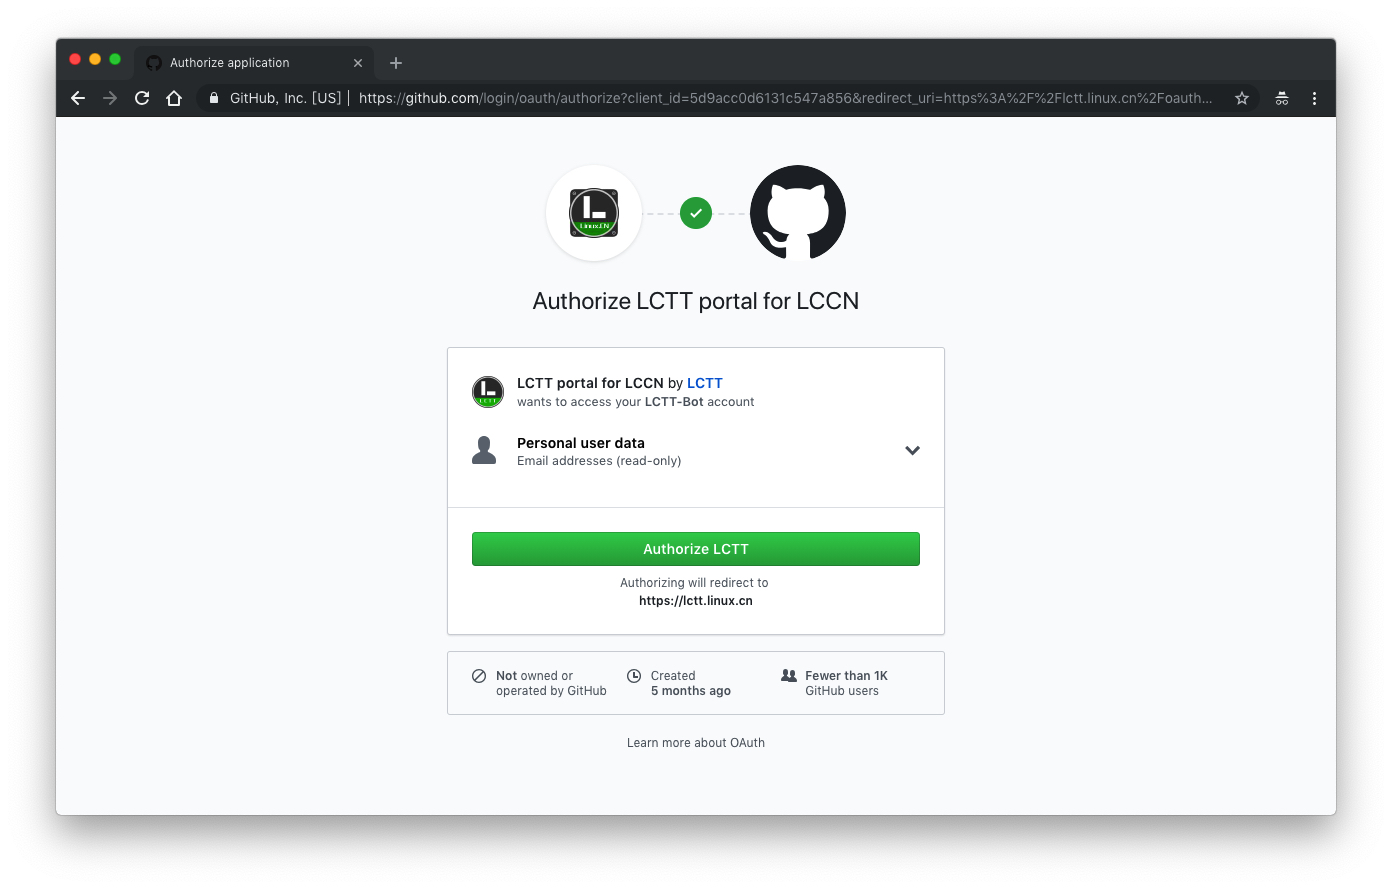 Authorize application
GitHub, Inc. [US] | https://github.com/login/oauth/authorize?client_id=5d9acc0d6131c547a856&redirect_uri=https%3A%2F%2Flctt.linux.cn%2Foauth...
Linux.CN
Authorize LCTT portal for LCCN
LCTT portal for LCCN by LCTT
wants to access your LCTT-Bot account
LCTT
Personal user data
Email addresses (read-only)
Authorize LCTT
Authorizing will redirect to
https://lctt.linux.cn
Not owned or
operated by GitHub
Created
5 months ago
Fewer than 1K
GitHub users
Learn more about OAuth